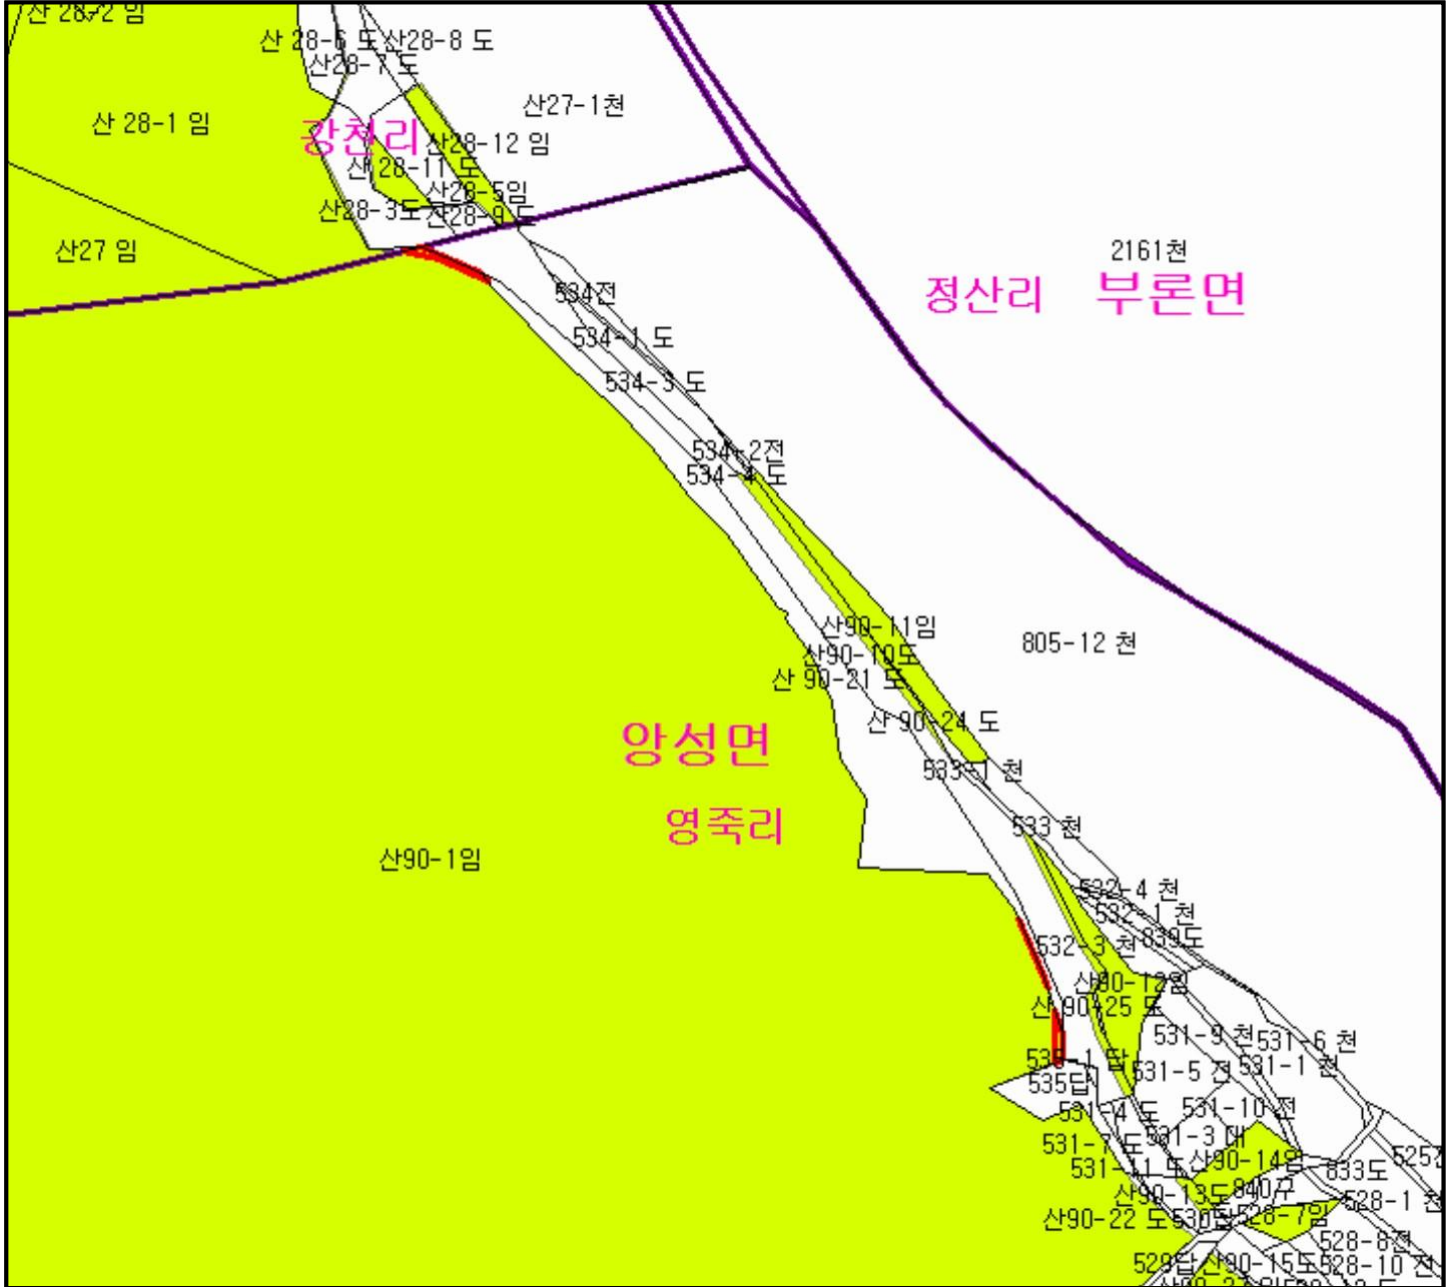 산 28-2 임
산 28-6 도
산28-8 도
산28-7 도
산27-1천
산 28-1 임
강천리
산28-12 임
산 28-11 도
산28-5임
산28-3도
산28-9 도
산27 임
2161천
534전
정산리 부론면
534-1 도
534-3 도
534-2전
534-4 도
산90-11임
805-12 천
산90-10도
산 90-21 도
산 90-24 도
앙성면
533-1 천
영죽리
533 천
산90-1임
532-4 천
532-1 천
839도
532-3 천
산90-12임
산 90-25 도
531-9 천
531-6 천
535-1 답
531-1 천
531-5 전
535답
531-4 도
531-10 전
531-3 대
531-7 도
산90-14임
531-11 도
833도
산90-13도
840구
528-1 천
산90-22 도
530답
528-7임
528-8전
529답
산90-15도
528-10 전